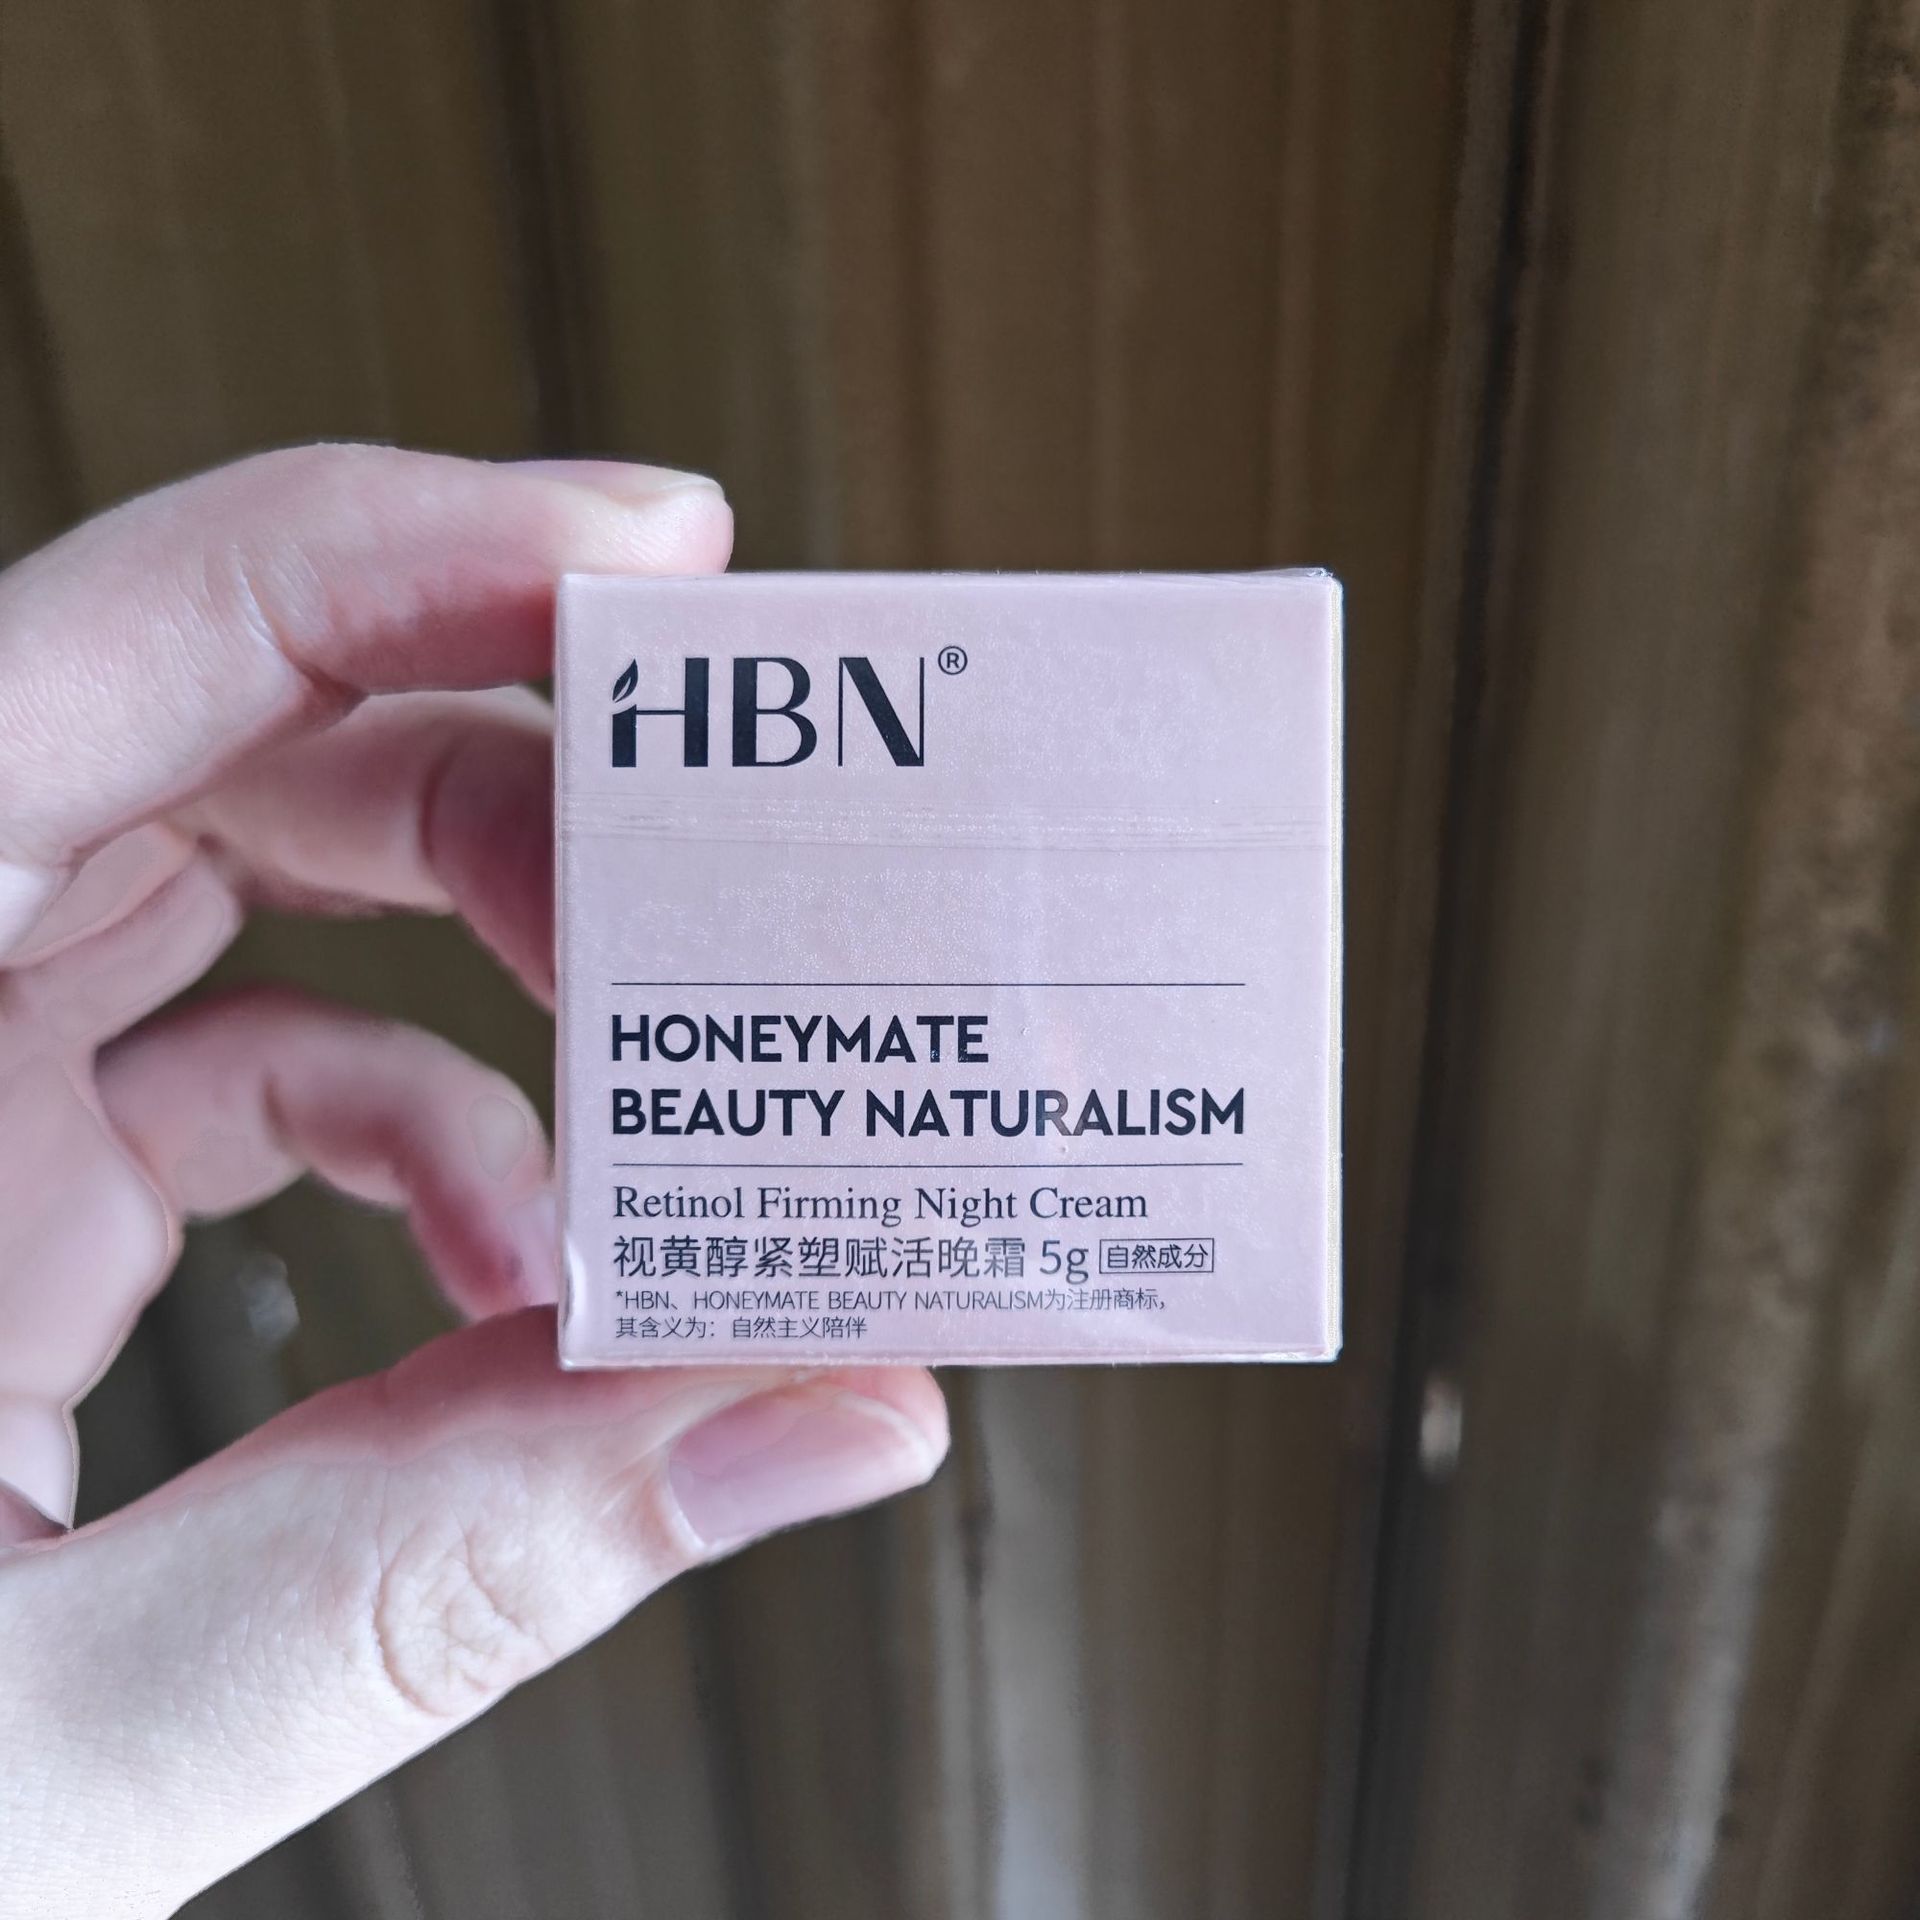 HBN®
HONEYMATE
BEAUTY NATURALISM
Retinol Firming Night Cream
视黄醇紧塑赋活晚霜 5g 自然成分
*HBN、HONEYMATE BEAUTY NATURALISM为注册商标，
其含义为：自然主义陪伴